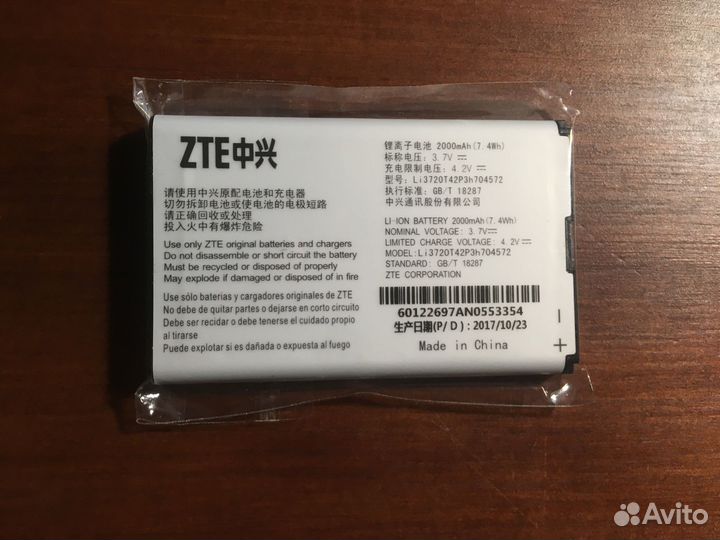 ZTE中兴
请使用中兴原配电池和充电器
切勿拆卸电池或使电池的电极短路
请正确回收或处理
投入火中有爆炸危险
Use only ZTE original batteries and chargers
Do not disassemble or short circuit the battery
Must be recycled or disposed of properly
May explode if damaged or disposed of in fire
Use sólo baterias y cargadores originales de ZTE
No debe de quitar partes o dejarse en corto circuito
Debe ser recidar o debe tirarse en el cuidado propio
al tirarse
Puede explotar si es dañada o expuesta al fuego
锂离子电池 2000mAh(7.4Wh)
标称电压: 3.7V⎓
充电限制电压: 4.2V⎓
型号: Li3720T42P3h704572
执行标准: GB/T 18287
中兴通讯股份有限公司
LI-ION BATTERY 2000mAh(7.4Wh)
NOMINAL VOLTAGE: 3.7V⎓
LIMITED CHARGE VOLTAGE: 4.2V⎓
MODEL: Li3720T42P3h704572
STANDARD: GB/T 18287
ZTE CORPORATION
60122697AN0553354
生产日期(P/D):2017/10/23
Made in China
−
+
Avito